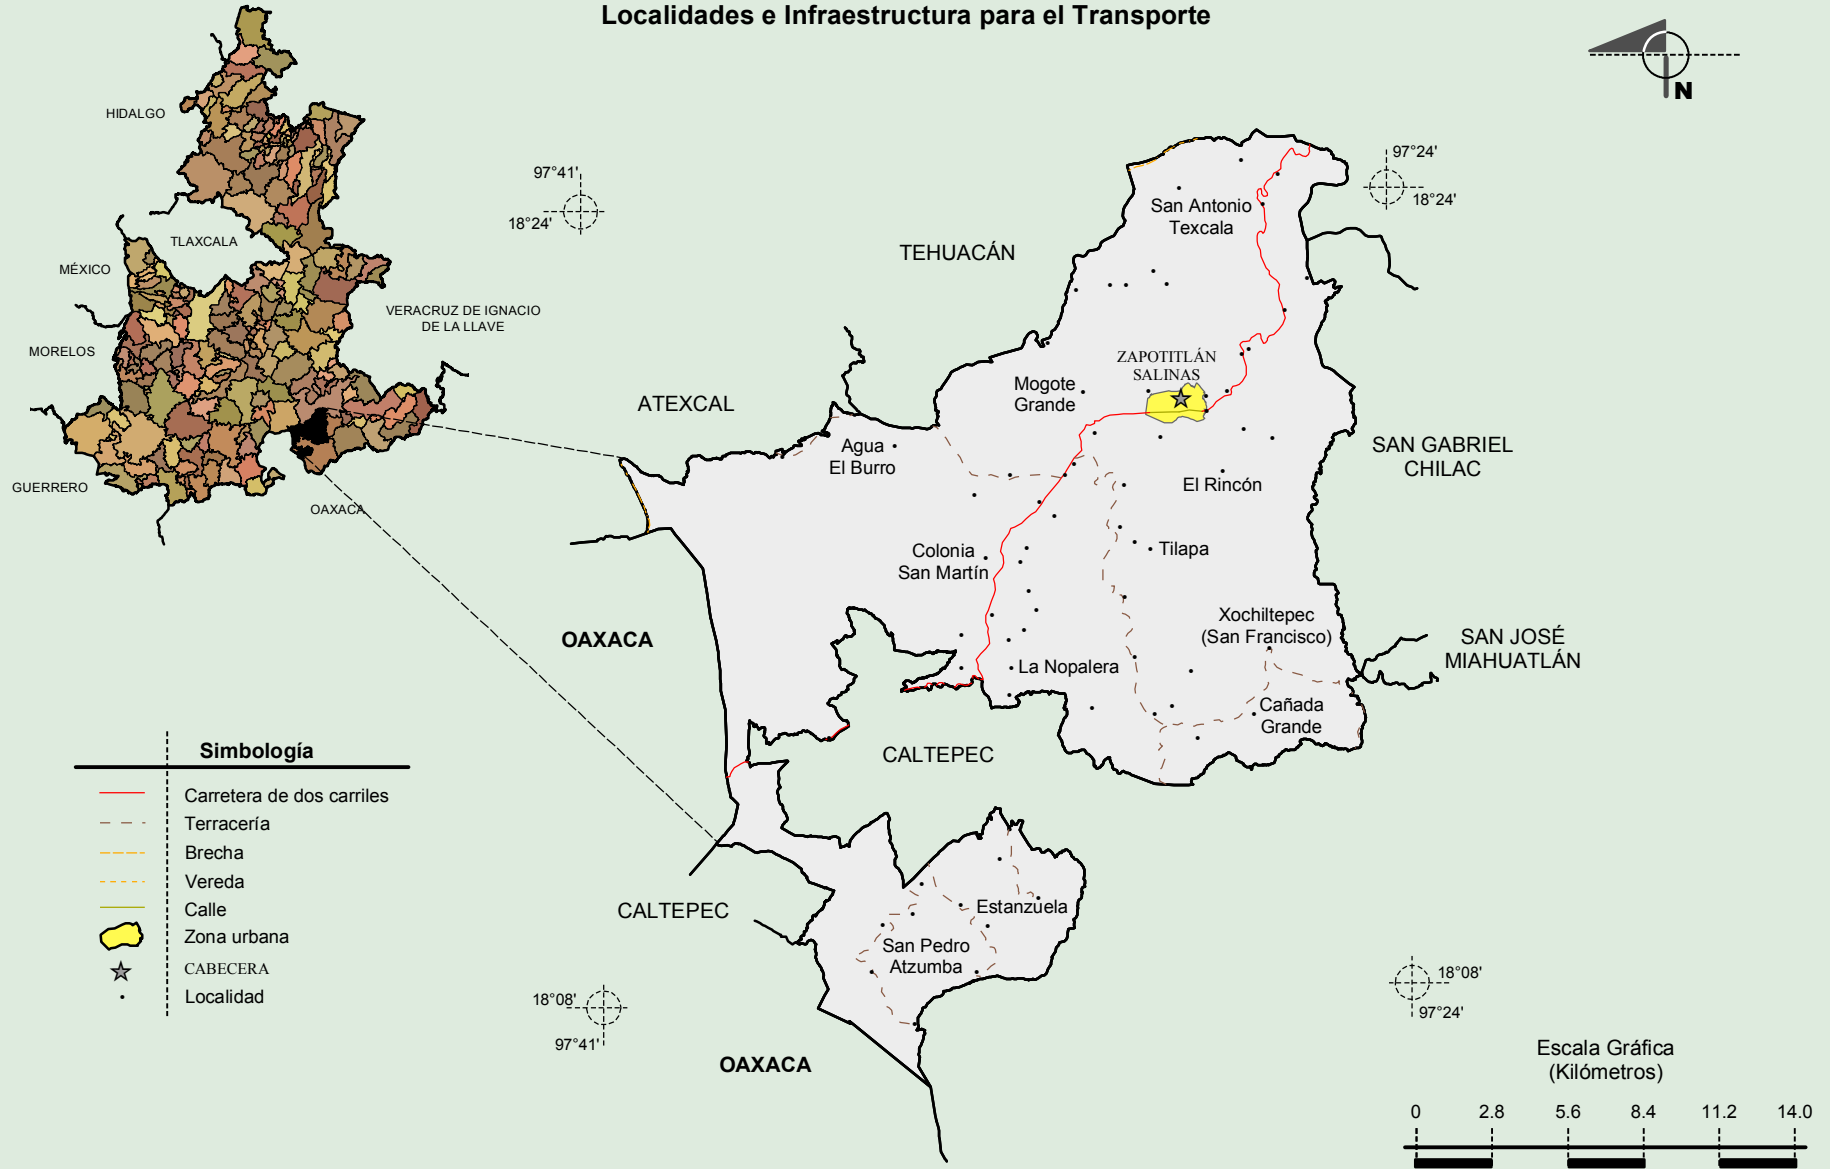 Localidades e Infraestructura para el Transporte
N
HIDALGO
TLAXCALA
MÉXICO
VERACRUZ DE IGNACIO
DE LA LLAVE
MORELOS
GUERRERO
OAXACA
97°41'
18°24'
97°24'
18°24'
San Antonio
Texcala
TEHUACÁN
ZAPOTITLÁN
SALINAS
Mogote
Grande
ATEXCAL
Agua
El Burro
SAN GABRIEL
CHILAC
El Rincón
Colonia
San Martín
Tilapa
Xochiltepec
(San Francisco)
OAXACA
SAN JOSÉ
MIAHUATLÁN
La Nopalera
Cañada
Grande
CALTEPEC
Simbología
Carretera de dos carriles
Terracería
Brecha
Vereda
Calle
Zona urbana
CABECERA
Localidad
CALTEPEC
Estanzuela
San Pedro
Atzumba
18°08'
97°41'
18°08'
97°24'
OAXACA
Escala Gráfica
(Kilómetros)
0 2.8 5.6 8.4 11.2 14.0